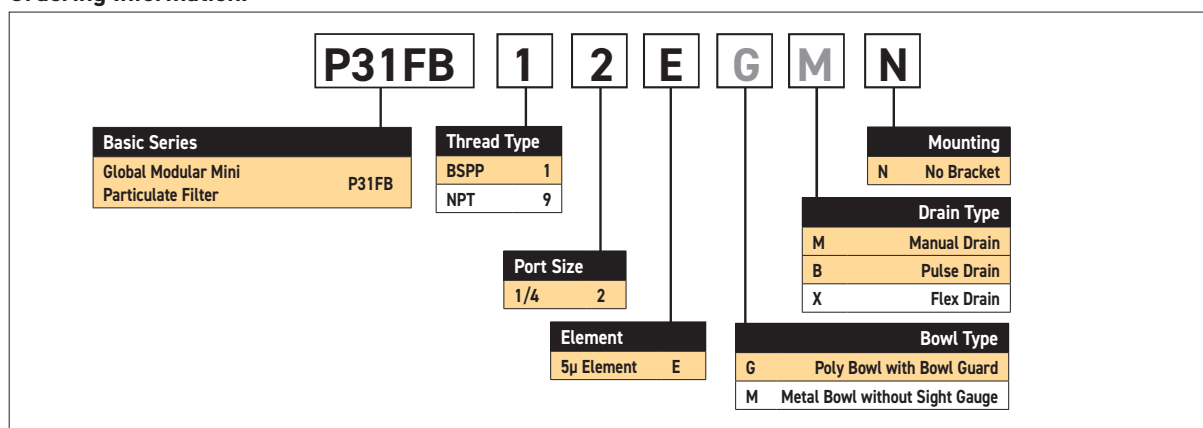 P31FB 1 2 E G M N
Basic Series
Global Modular Mini
Particulate Filter P31FB
Thread Type
BSPP 1
NPT 9
Mounting
N No Bracket
Drain Type
M Manual Drain
B Pulse Drain
X Flex Drain
Port Size
1/4 2
Element
5µ Element E
Bowl Type
G Poly Bowl with Bowl Guard
M Metal Bowl without Sight Gauge